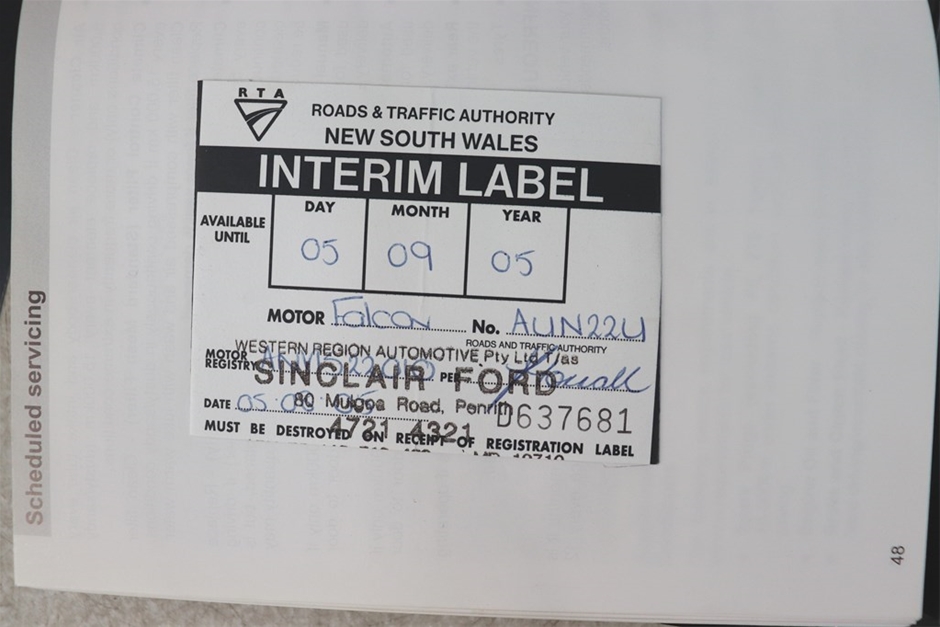 RTA
ROADS & TRAFFIC AUTHORITY
NEW SOUTH WALES
INTERIM LABEL
AVAILABLE UNTIL
DAY MONTH YEAR
05 09 05
MOTOR Falcon No. AUN22U
ROADS AND TRAFFIC AUTHORITY
WESTERN REGION AUTOMOTIVE Pty Ltd T/as
MOTOR REGISTRY PER
SINCLAIR FORD
80 Mulgoa Road, Penrith
DATE 05 05
D637681
4721 4321
MUST BE DESTROYED ON RECEIPT OF REGISTRATION LABEL
Scheduled servicing
48